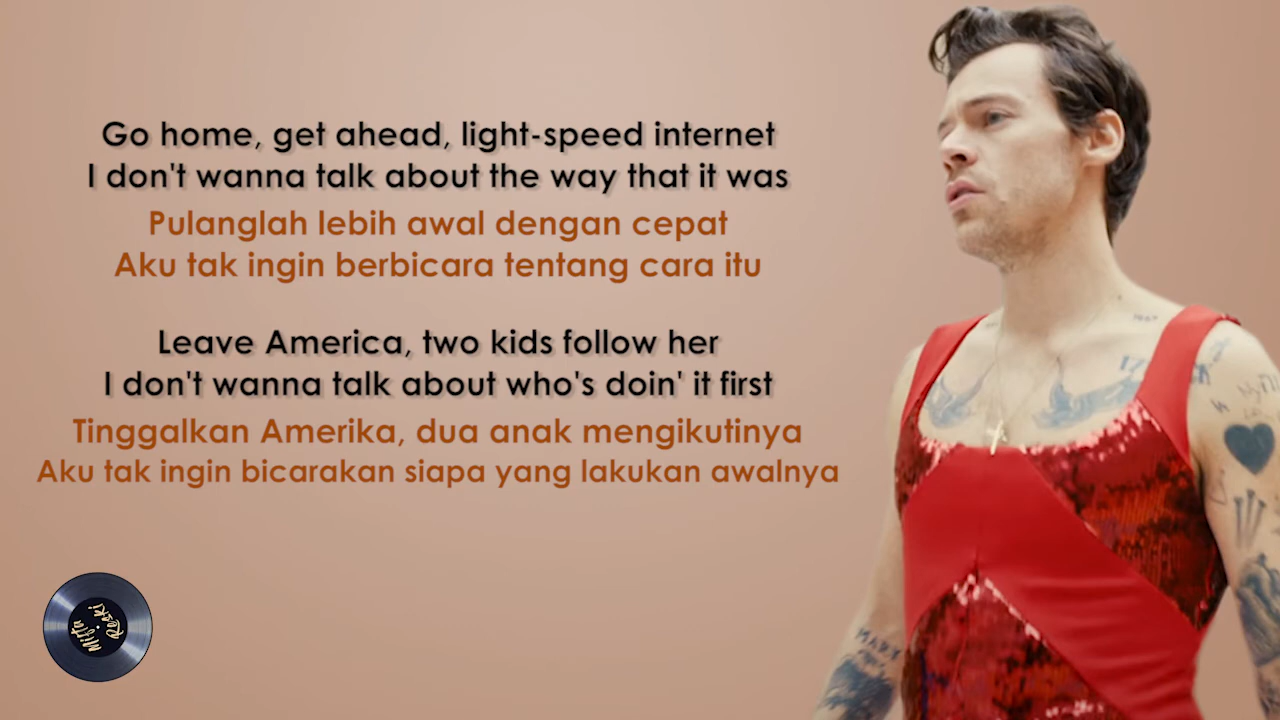 Go home, get ahead, light-speed internet
I don't wanna talk about the way that it was
Pulanglah lebih awal dengan cepat
Aku tak ingin berbicara tentang cara itu
Leave America, two kids follow her
I don't wanna talk about who's doin' it first
Tinggalkan Amerika, dua anak mengikutinya
Aku tak ingin bicarakan siapa yang lakukan awalnya
17
MARY